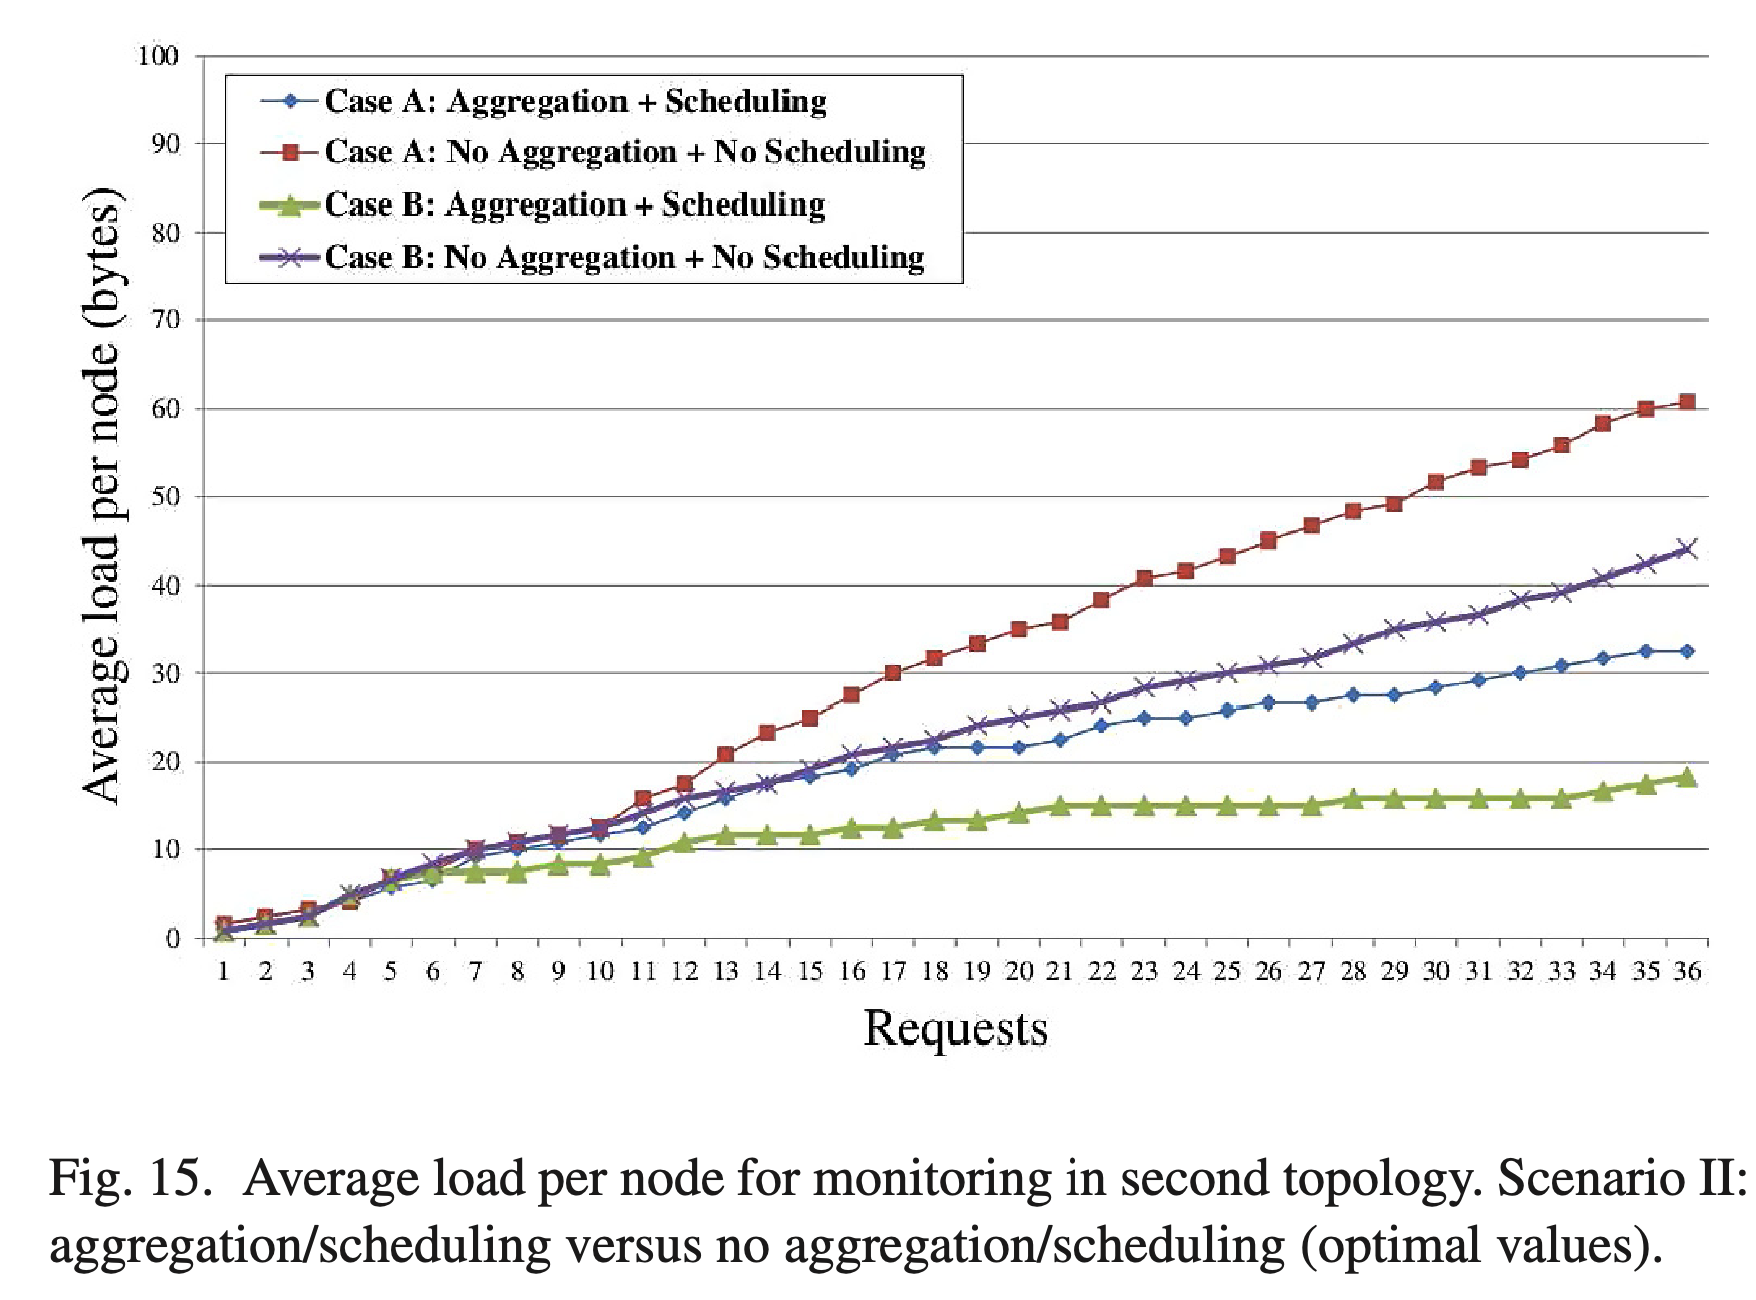 100
90
80
70
60
50
40
30
20
10
0
Average load per node (bytes)
Case A: Aggregation + Scheduling
Case A: No Aggregation + No Scheduling
Case B: Aggregation + Scheduling
Case B: No Aggregation + No Scheduling
1 2 3 4 5 6 7 8 9 10 11 12 13 14 15 16 17 18 19 20 21 22 23 24 25 26 27 28 29 30 31 32 33 34 35 36
Requests
Fig. 15. Average load per node for monitoring in second topology. Scenario II:
aggregation/scheduling versus no aggregation/scheduling (optimal values).